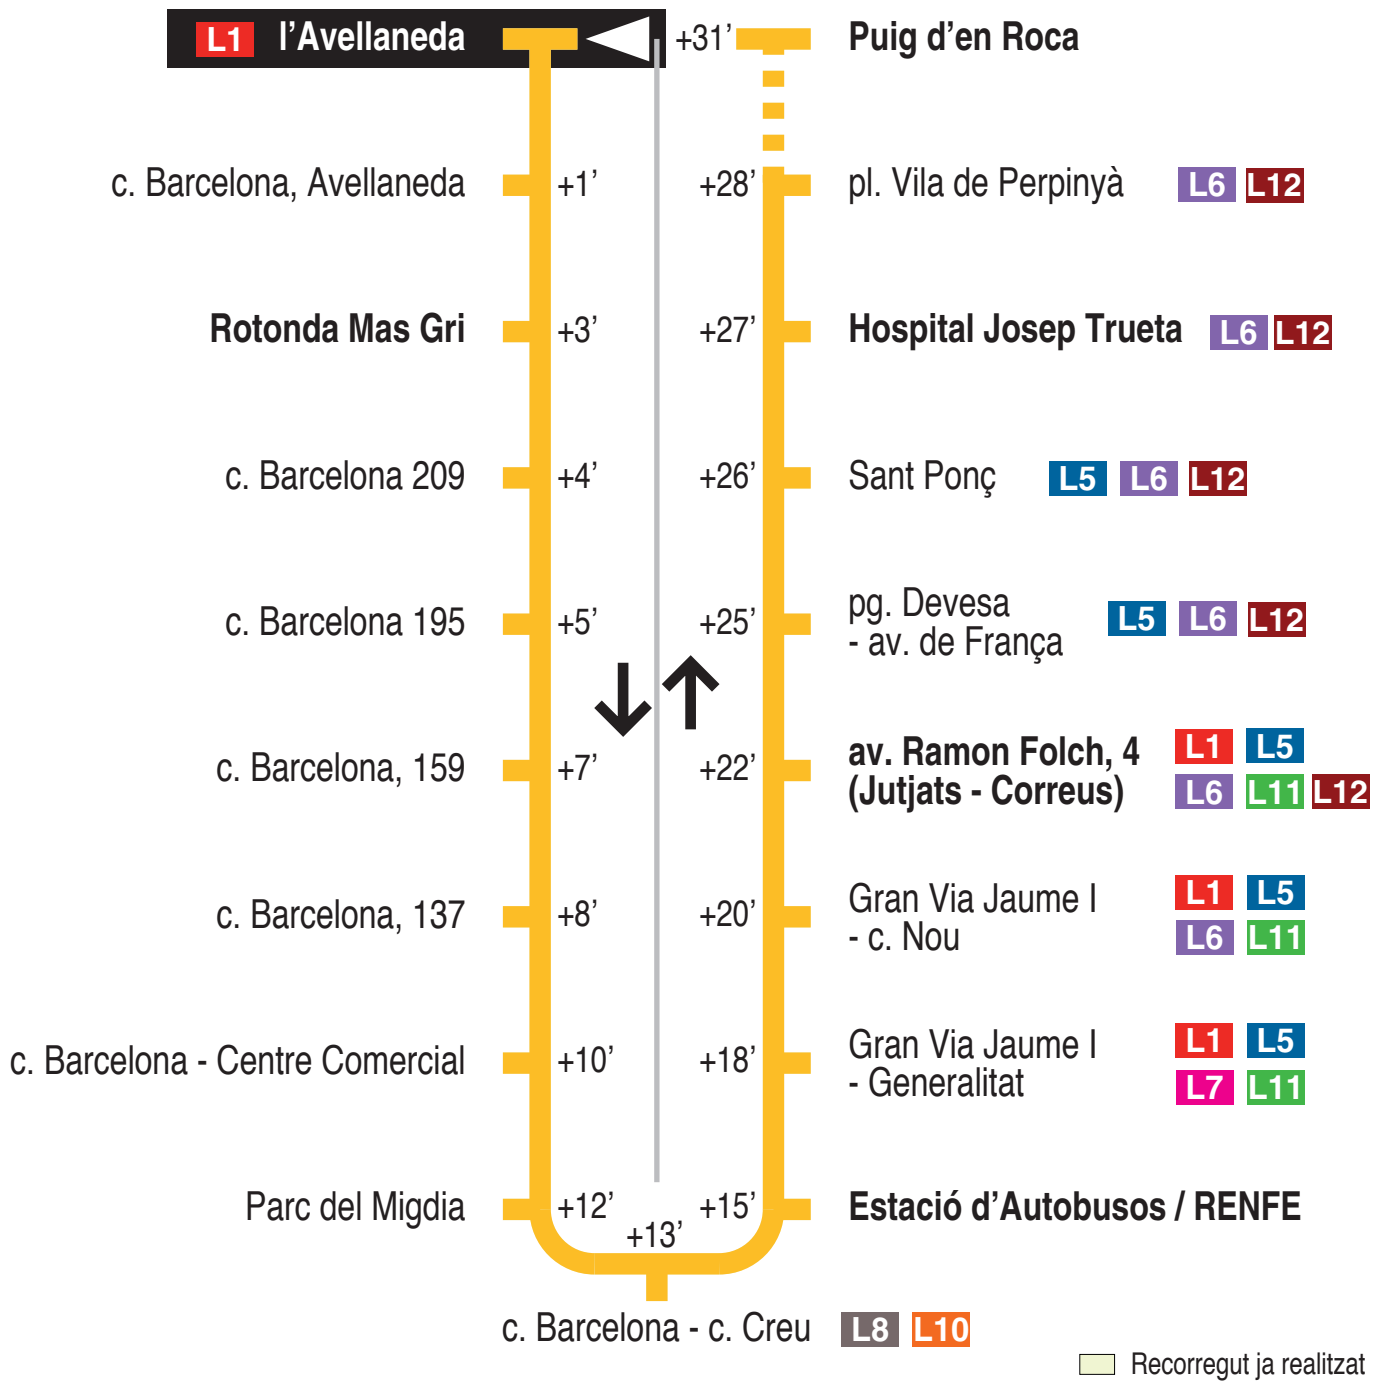 L1 l’Avellaneda
+31’ Puig d’en Roca
c. Barcelona, Avellaneda +1’
+28’ pl. Vila de Perpinyà L6 L12
Rotonda Mas Gri +3’
+27’ Hospital Josep Trueta L6 L12
c. Barcelona 209 +4’
+26’ Sant Ponç L5 L6 L12
c. Barcelona 195 +5’
+25’ pg. Devesa
- av. de França L5 L6 L12
c. Barcelona, 159 +7’
+22’ av. Ramon Folch, 4 L1 L5
(Jutjats - Correus) L6 L11 L12
c. Barcelona, 137 +8’
+20’ Gran Via Jaume I L1 L5
- c. Nou L6 L11
c. Barcelona - Centre Comercial +10’
+18’ Gran Via Jaume I L1 L5
- Generalitat L7 L11
Parc del Migdia +12’
+15’ Estació d’Autobusos / RENFE
+13’
c. Barcelona - c. Creu L8 L10
Recorregut ja realitzat